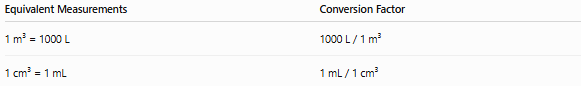 Equivalent Measurements Conversion Factor
1 m³ = 1000 L 1000 L / 1 m³
1 cm³ = 1 mL 1 mL / 1 cm³